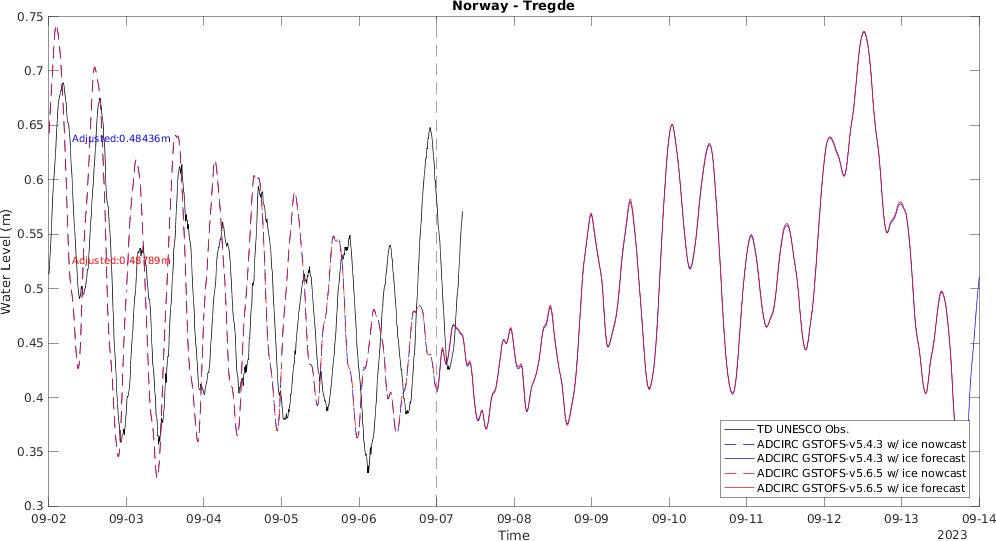 Norway - Tregde
0.75
0.7
0.65
0.6
0.55
0.5
0.45
0.4
0.35
0.3
Water Level (m)
Adjusted:0.48436m
Adjusted:0.48789m
TD UNESCO Obs.
ADCIRC GSTOFS-v5.4.3 w/ ice nowcast
ADCIRC GSTOFS-v5.4.3 w/ ice forecast
ADCIRC GSTOFS-v5.6.5 w/ ice nowcast
ADCIRC GSTOFS-v5.6.5 w/ ice forecast
09-02 09-03 09-04 09-05 09-06 09-07 09-08 09-09 09-10 09-11 09-12 09-13 09-14
Time
2023